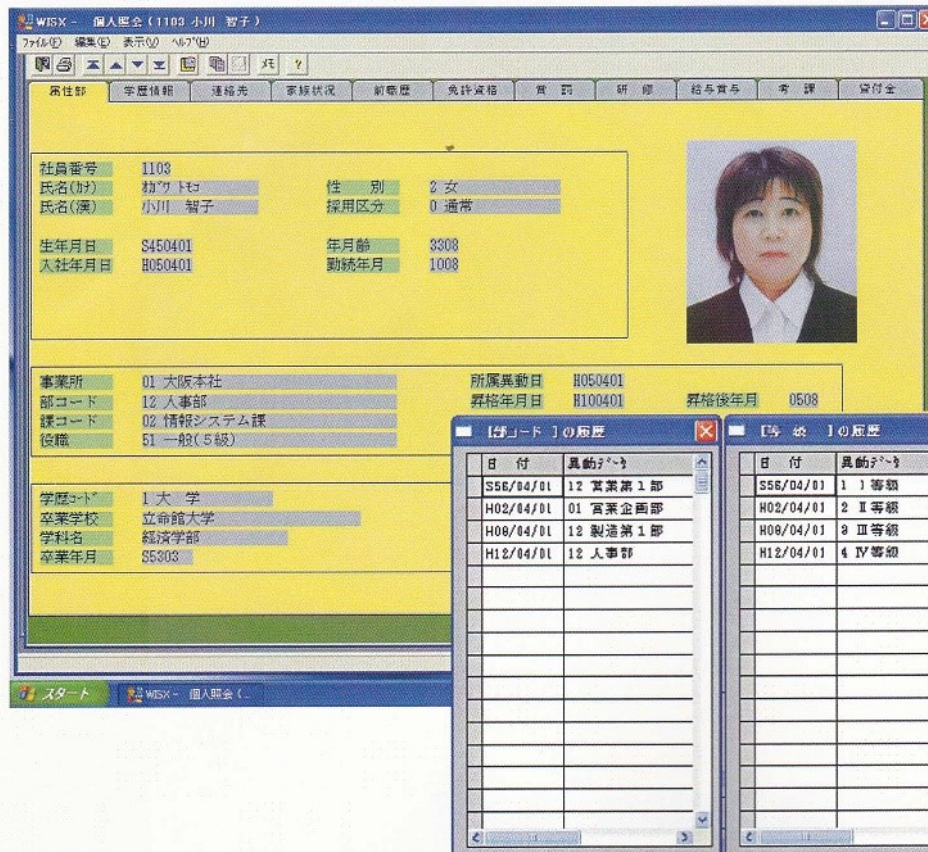 WISX - 個人照会（1103 小川 智子）
ファイル(F) 編集(E) 表示(V) ヘルプ(H)
メモ ?
属性部 学歴情報 連絡先 家族状況 前職歴 免許資格 賞 罰 研 修 給与賞与 考 課 貸付金
社員番号 1103
氏名(カナ) オガワ トモコ 性 別 2 女
氏名(漢) 小川 智子 採用区分 0 通常
生年月日 S450401 年月齢 3308
入社年月日 H050401 勤続年月 1008
事業所 01 大阪本社 所属異動日 H050401
部コード 12 人事部 昇格年月日 H100401 昇格後年月 0508
課コード 02 情報システム課
役職 51 一般(5級)
学歴コード 1 大 学
卒業学校 立命館大学
学科名 経済学部
卒業年月 S5303
[部コード ] の履歴
日 付 異動データ
S56/04/01 12 営業第1部
H02/04/01 01 営業企画部
H08/04/01 12 製造第1部
H12/04/01 12 人事部
[等 級 ] の履歴
日 付 異動データ
S56/04/01 1 Ⅰ等級
H02/04/01 2 Ⅱ等級
H08/04/01 3 Ⅲ等級
H12/04/01 4 Ⅳ等級
スタート WISX - 個人照会 (...